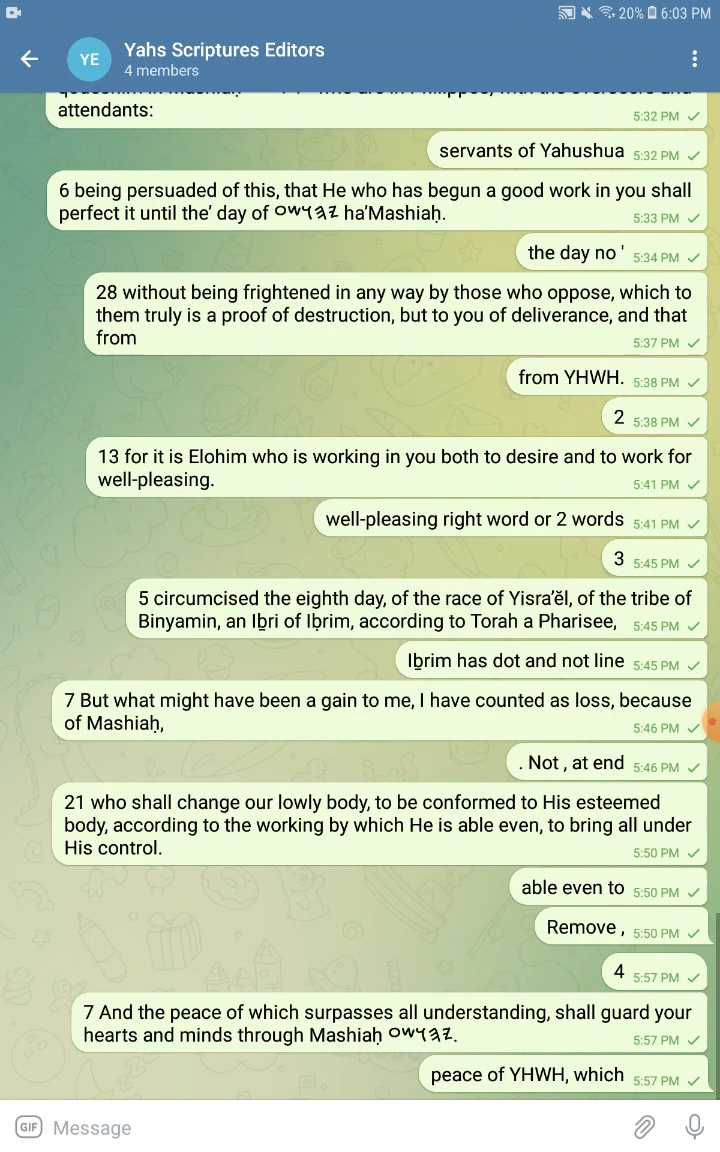 20% 6:03 PM
YE Yahs Scriptures Editors
4 members
attendants:
5:32 PM
servants of Yahushua 5:32 PM
6 being persuaded of this, that He who has begun a good work in you shall
perfect it until the’ day of 𐤏𐤅𐤔𐤅𐤄𐤉 ha’Mashiaḥ.
5:33 PM
the day no ' 5:34 PM
28 without being frightened in any way by those who oppose, which to
them truly is a proof of destruction, but to you of deliverance, and that
from
5:37 PM
from YHWH. 5:38 PM
2 5:38 PM
13 for it is Elohim who is working in you both to desire and to work for
well-pleasing.
5:41 PM
well-pleasing right word or 2 words 5:41 PM
3 5:45 PM
5 circumcised the eighth day, of the race of Yisra’ĕl, of the tribe of
Binyamin, an Iḇri of Iḅrim, according to Torah a Pharisee, 5:45 PM
Iḇrim has dot and not line 5:45 PM
7 But what might have been a gain to me, I have counted as loss, because
of Mashiaḥ,
5:46 PM
. Not , at end 5:46 PM
21 who shall change our lowly body, to be conformed to His esteemed
body, according to the working by which He is able even, to bring all under
His control.
5:50 PM
able even to 5:50 PM
Remove , 5:50 PM
4 5:57 PM
7 And the peace of which surpasses all understanding, shall guard your
hearts and minds through Mashiaḥ 𐤏𐤅𐤔𐤅𐤄𐤉.
5:57 PM
peace of YHWH, which 5:57 PM
GIF Message